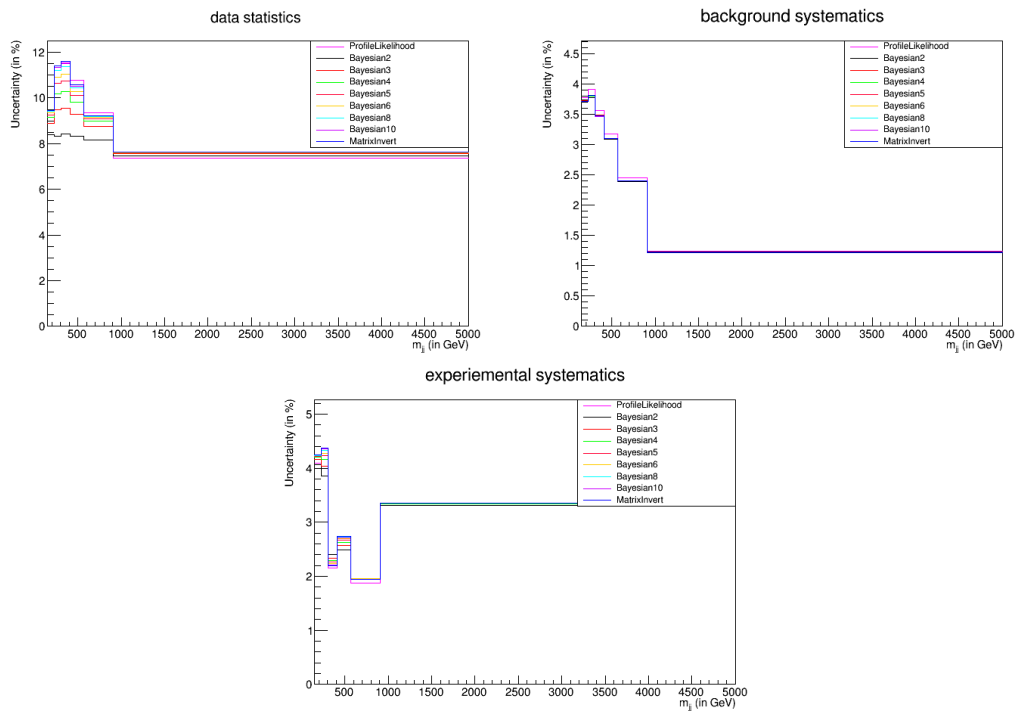 data statistics
Uncertainty (in %)
12
10
8
6
4
2
0
ProfileLikelihood
Bayesian2
Bayesian3
Bayesian4
Bayesian5
Bayesian6
Bayesian8
Bayesian10
MatrixInvert
500 1000 1500 2000 2500 3000 3500 4000 4500 5000
mjj (in GeV)
background systematics
Uncertainty (in %)
4.5
4
3.5
3
2.5
2
1.5
1
0.5
0
ProfileLikelihood
Bayesian2
Bayesian3
Bayesian4
Bayesian5
Bayesian6
Bayesian8
Bayesian10
MatrixInvert
500 1000 1500 2000 2500 3000 3500 4000 4500 5000
mjj (in GeV)
experiemental systematics
Uncertainty (in %)
5
4
3
2
1
0
ProfileLikelihood
Bayesian2
Bayesian3
Bayesian4
Bayesian5
Bayesian6
Bayesian8
Bayesian10
MatrixInvert
500 1000 1500 2000 2500 3000 3500 4000 4500 5000
mjj (in GeV)